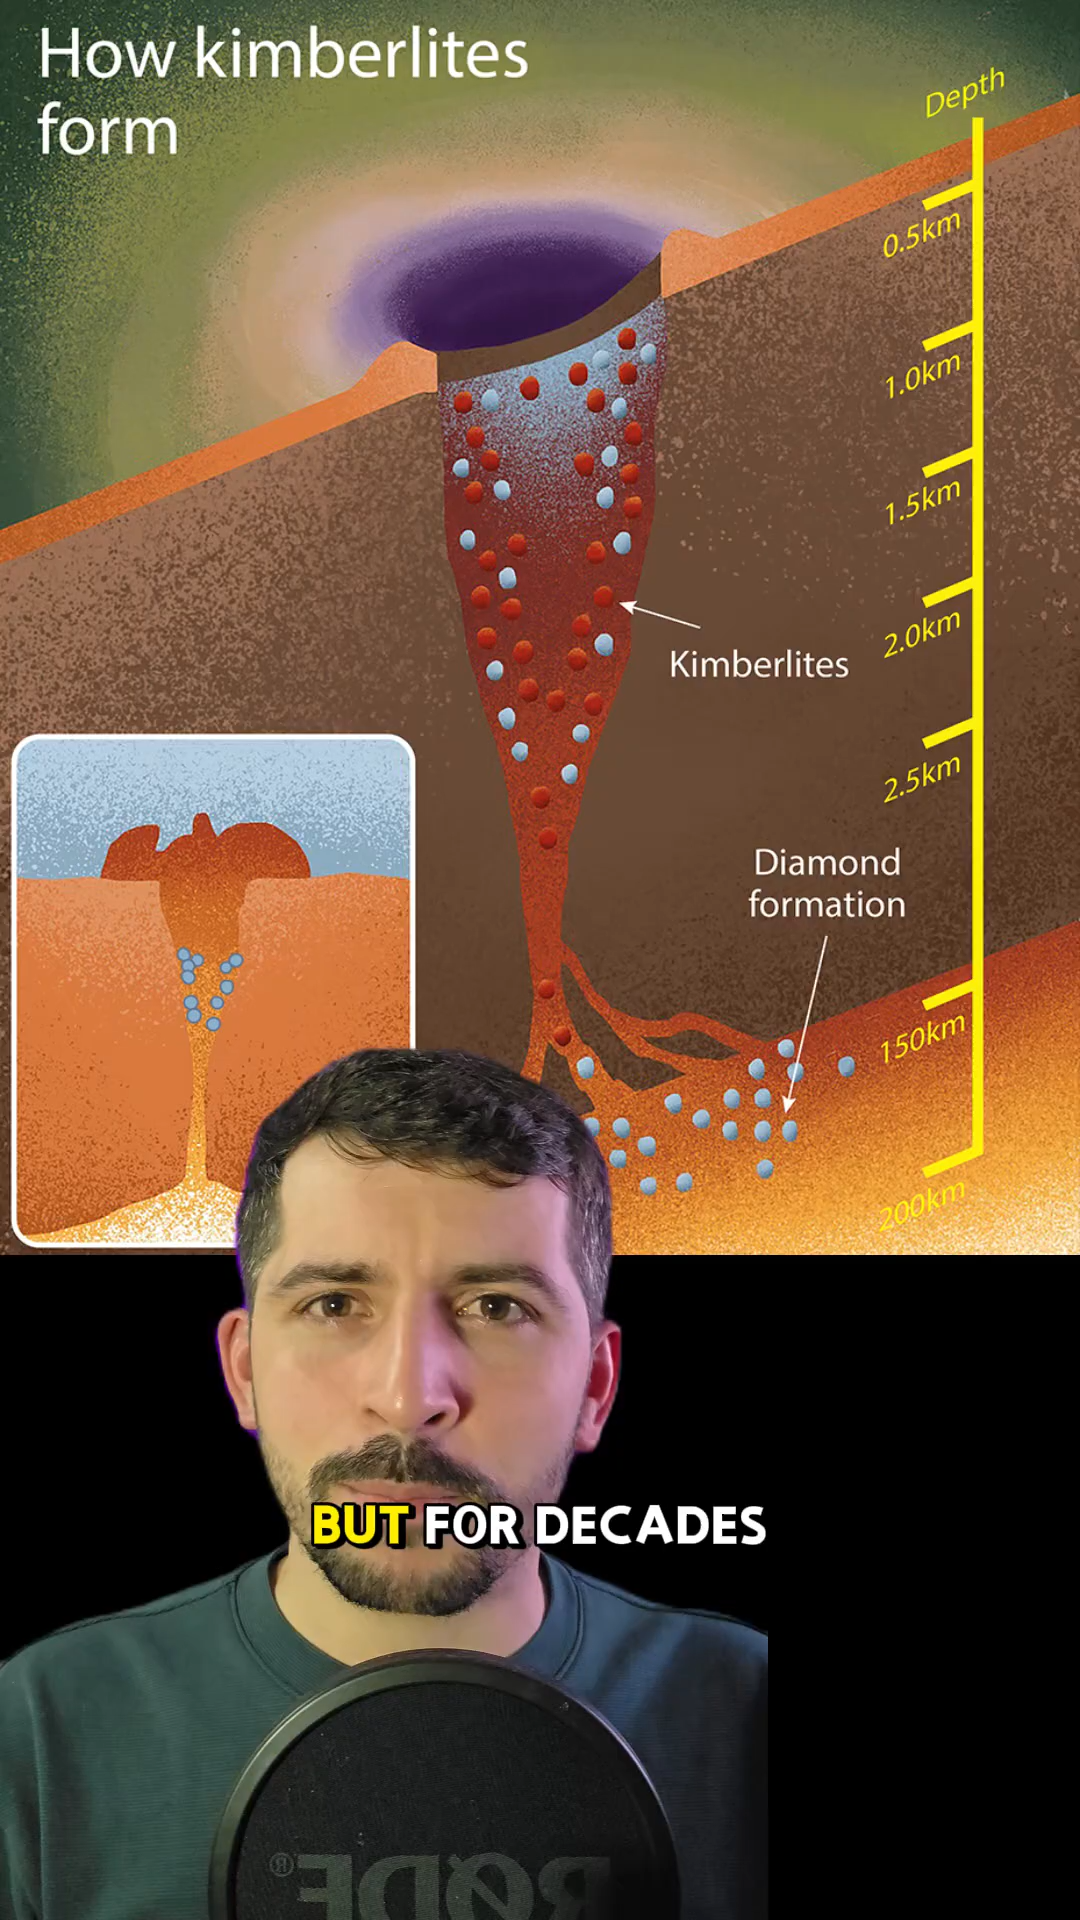 How kimberlites
form
Depth
0.5km
1.0km
1.5km
2.0km
Kimberlites
2.5km
Diamond
formation
150km
200km
BUT FOR DECADES
RØDE®